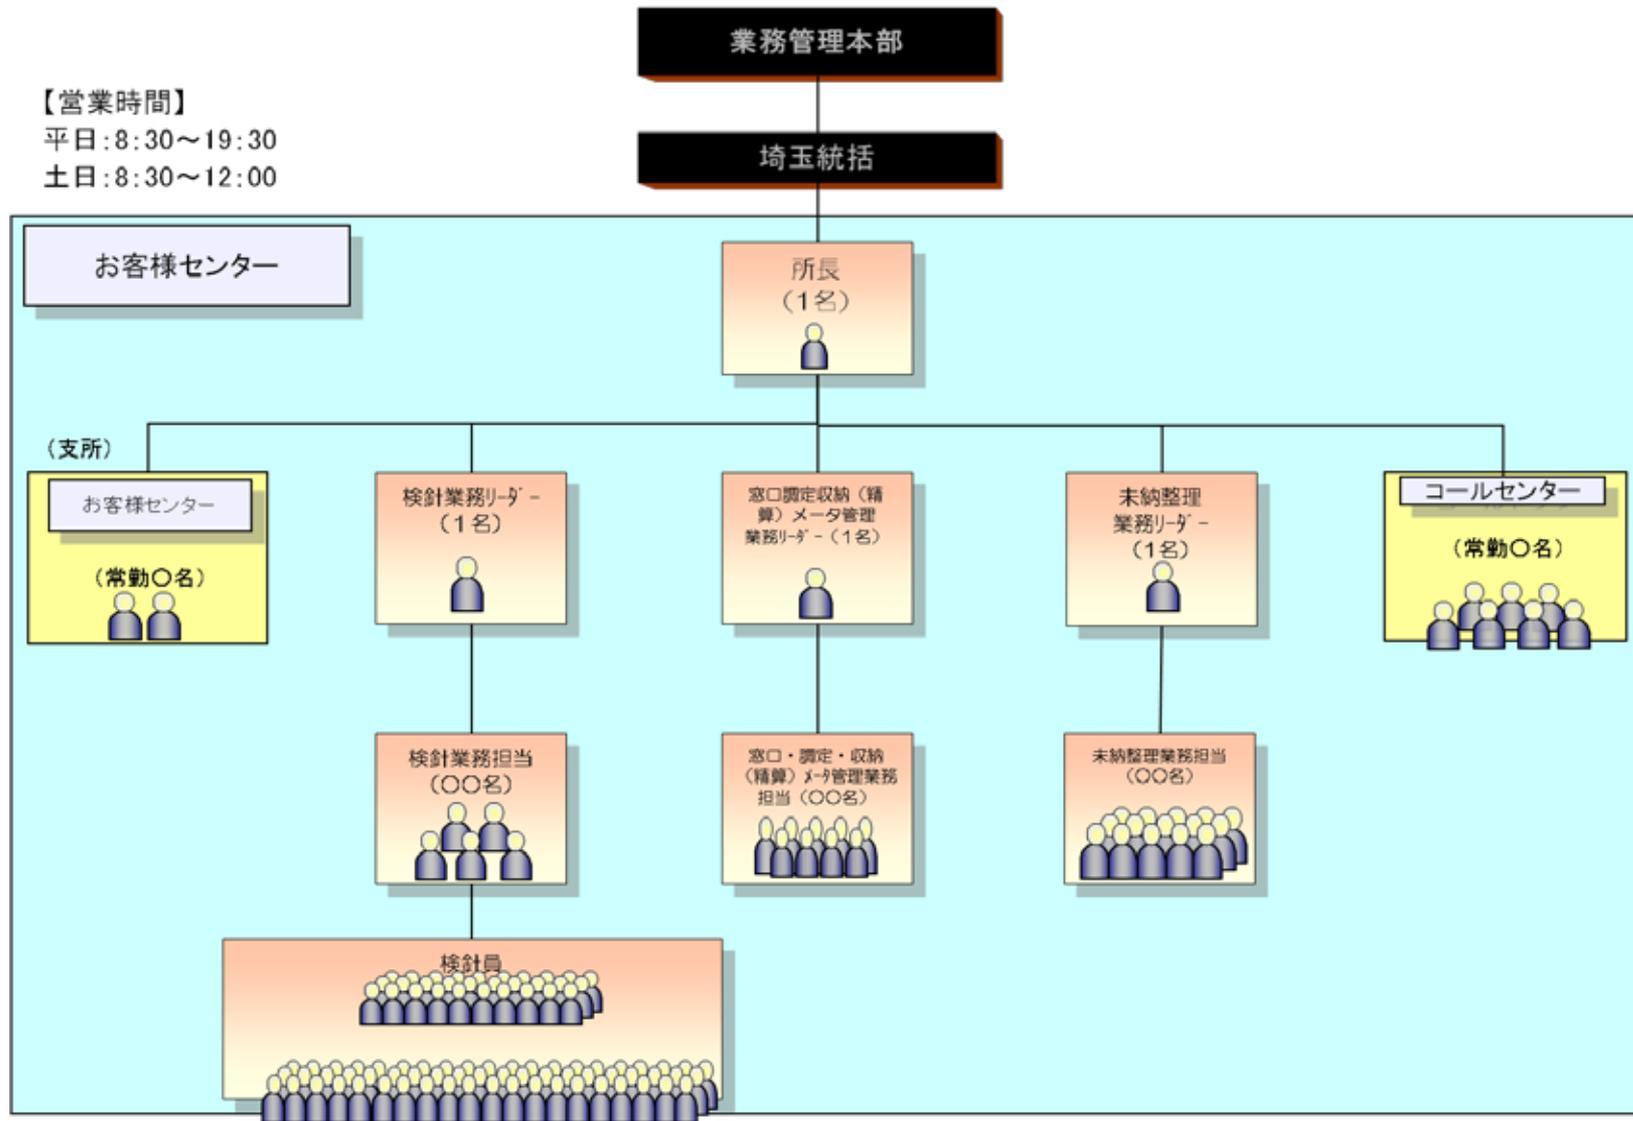 業務管理本部
【営業時間】
平日:8:30～19:30
土日:8:30～12:00
埼玉統括
お客様センター
所長
(1名)
(支所)
お客様センター
(常勤○名)
検針業務ﾘｰﾀﾞｰ
(1名)
窓口調定収納(精
算)メータ管理
業務ﾘｰﾀﾞｰ(1名)
未納整理
業務ﾘｰﾀﾞｰ
(1名)
コールセンター
(常勤○名)
検針業務担当
(○○名)
窓口・調定・収納
(精算)ﾒｰﾀ管理業務
担当(○○名)
未納整理業務担当
(○○名)
検針員